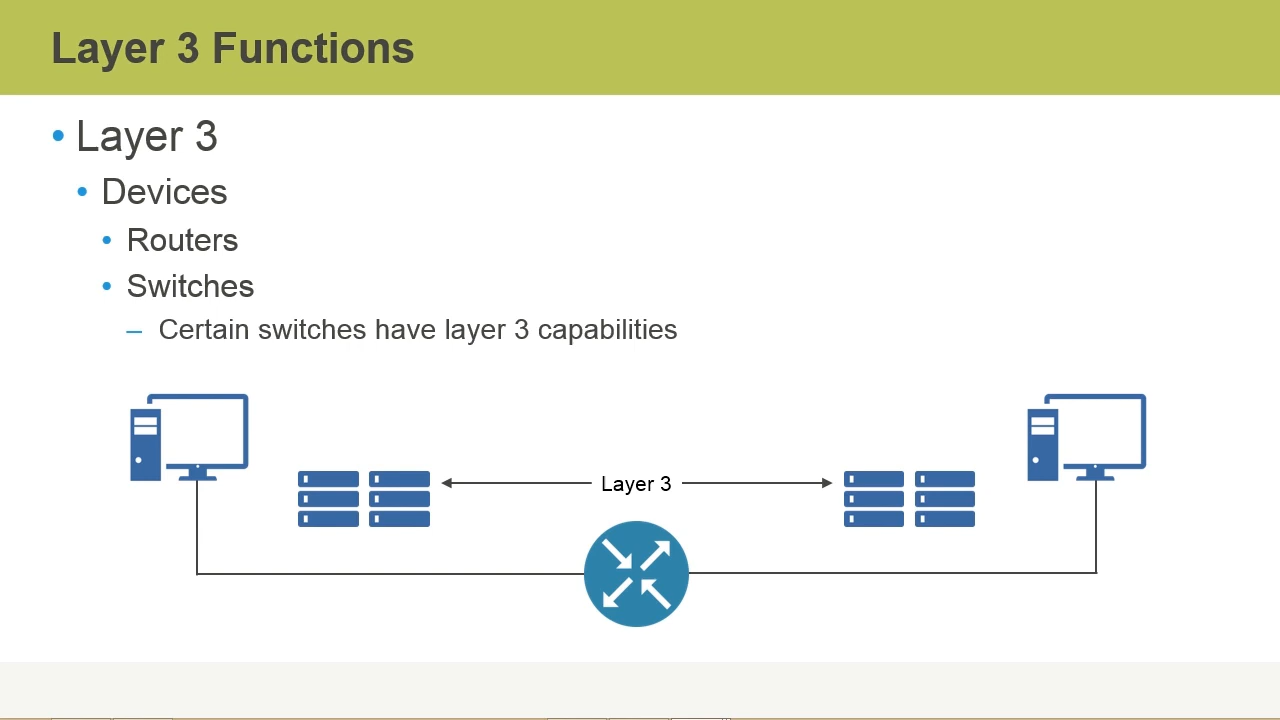 Layer 3 Functions
• Layer 3
• Devices
• Routers
• Switches
– Certain switches have layer 3 capabilities
Layer 3